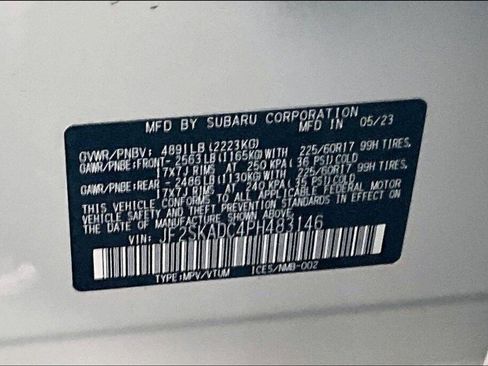 MFD BY SUBARU CORPORATION
MFD IN 05/23
GVWR/PNBV: 4891LB(2223KG)
GAWR/PNBE:FRONT- 2563LB(1165KG)WITH 225/60R17 99H TIRES,
17X7J RIMS, AT 250 KPA(36 PSI)COLD
GAWR/PNBE:REAR - 2486LB(1130KG)WITH 225/60R17 99H TIRES,
17X7J RIMS, AT 240 KPA(35 PSI)COLD
THIS VEHICLE CONFORMS TO ALL APPLICABLE FEDERAL MOTOR
VEHICLE SAFETY AND THEFT PREVENTION STANDARDS IN EFFECT ON
THE DATE OF MANUFACTURE SHOWN ABOVE.
VIN: JF2SKADC4PH483146
TYPE:MPV/VTUM ICES/NMB-002